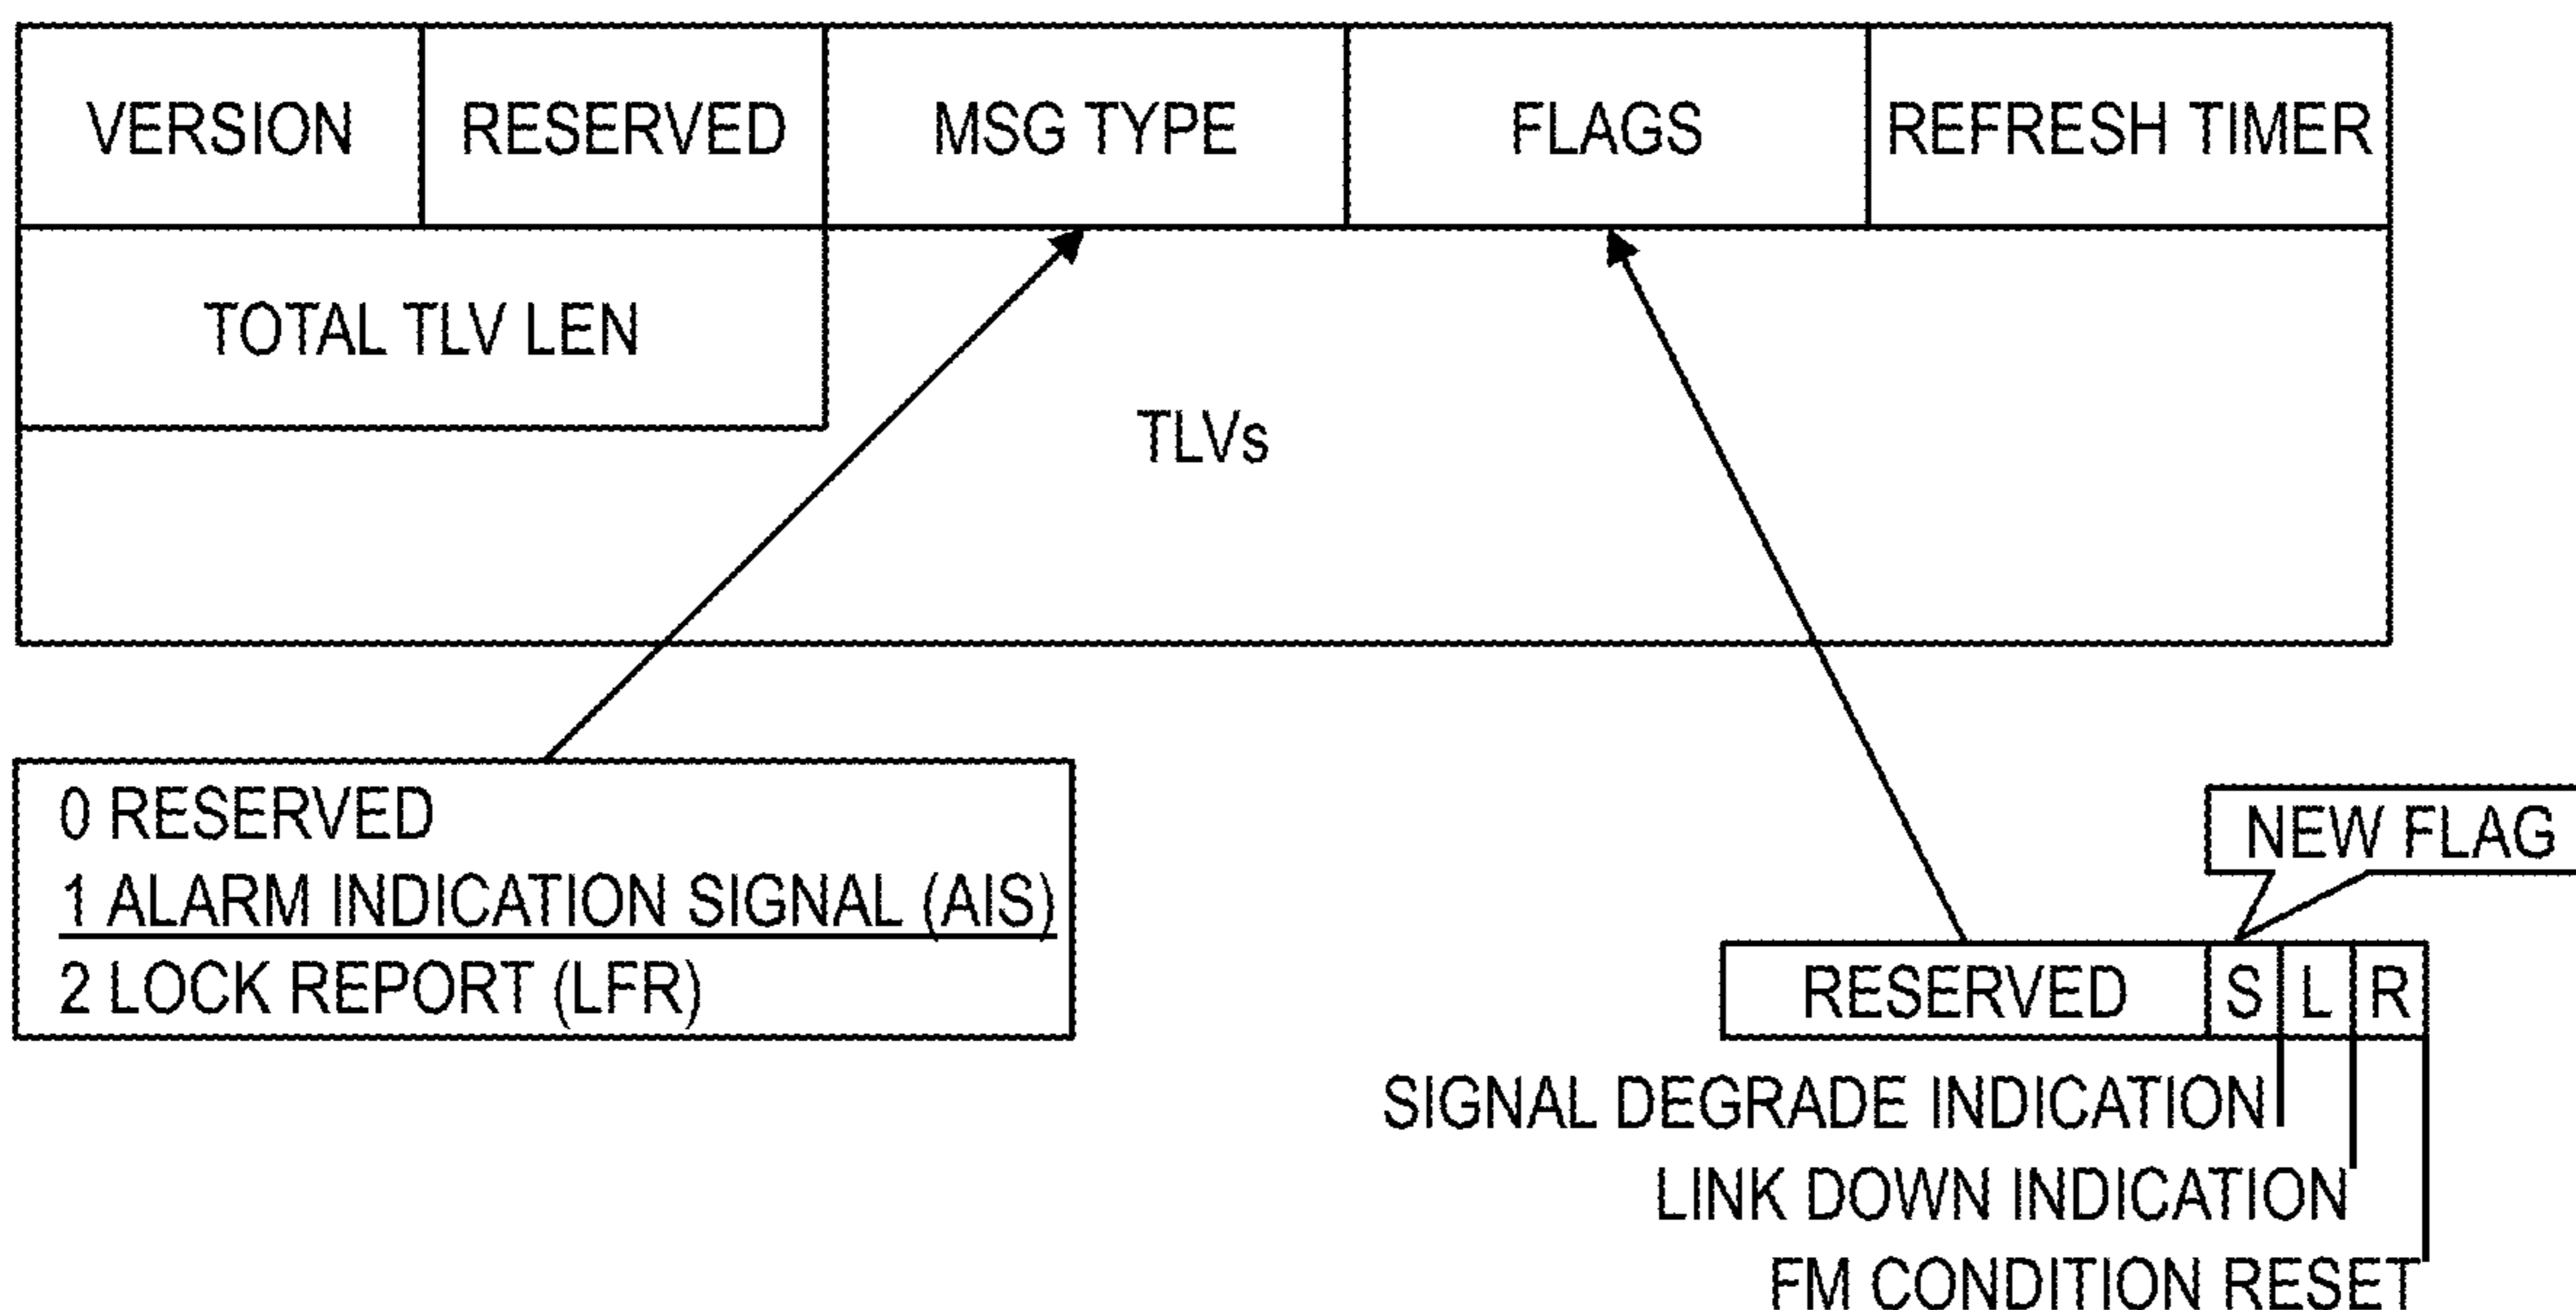 VERSION
RESERVED
MSG TYPE
FLAGS
REFRESH TIMER
TOTAL TLV LEN
TLVs
0 RESERVED
1 ALARM INDICATION SIGNAL (AIS)
2 LOCK REPORT (LFR)
NEW FLAG
RESERVED
S
L
R
SIGNAL DEGRADE INDICATION
LINK DOWN INDICATION
FM CONDITION RESET